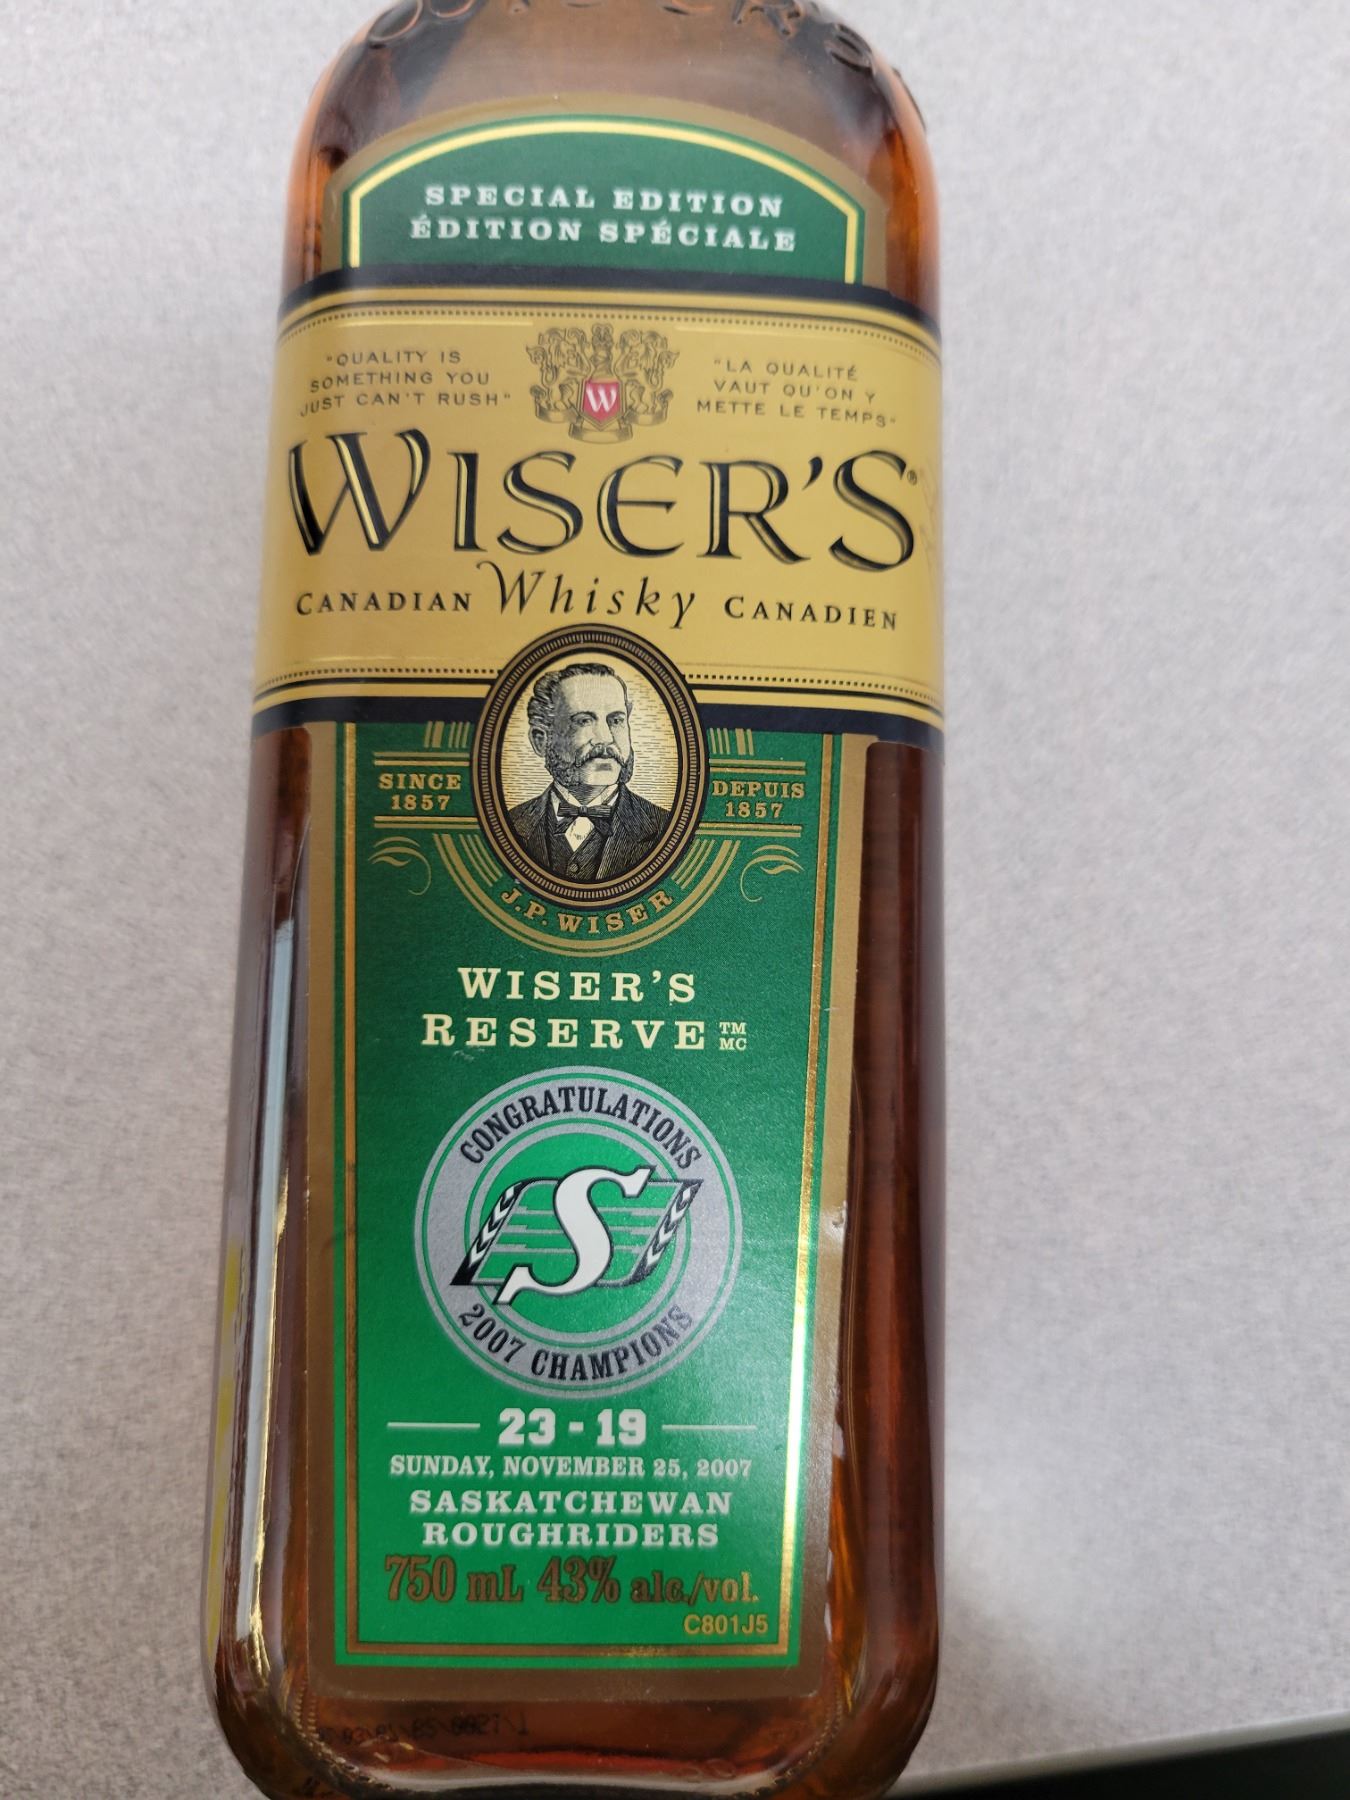 SPECIAL EDITION
ÉDITION SPÉCIALE
"QUALITY IS
SOMETHING YOU
JUST CAN'T RUSH"
"LA QUALITÉ
VAUT QU'ON Y
METTE LE TEMPS"
W
WISER'S®
CANADIAN Whisky CANADIEN
SINCE
1857
DEPUIS
1857
J.P. WISER
WISER'S
RESERVE TM
MC
CONGRATULATIONS
S
2007 CHAMPIONS
23 - 19
SUNDAY, NOVEMBER 25, 2007
SASKATCHEWAN
ROUGHRIDERS
750 mL 43% alc./vol.
C801J5